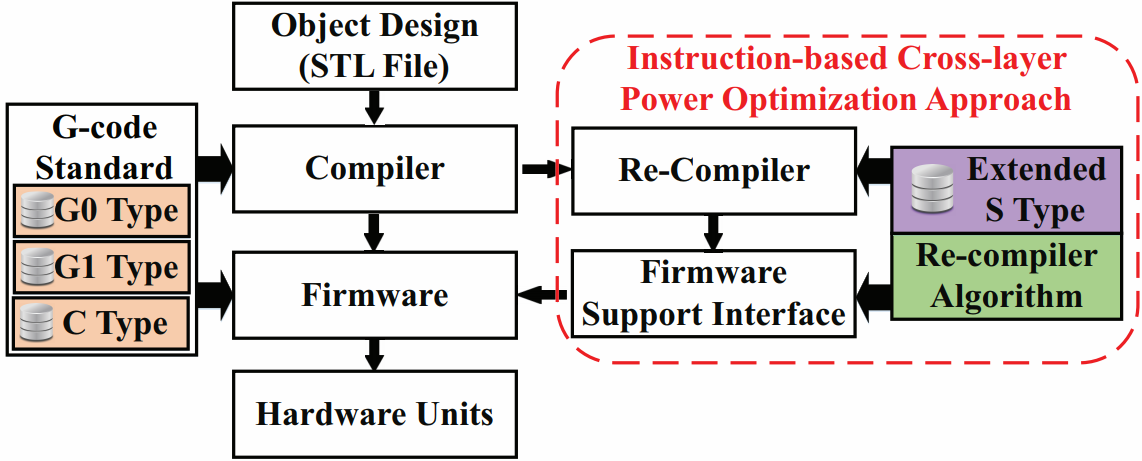 Object Design
(STL File)
Instruction-based Cross-layer
Power Optimization Approach
G-code
Standard
G0 Type
G1 Type
C Type
Compiler
Re-Compiler
Extended
S Type
Re-compiler
Algorithm
Firmware
Firmware
Support Interface
Hardware Units